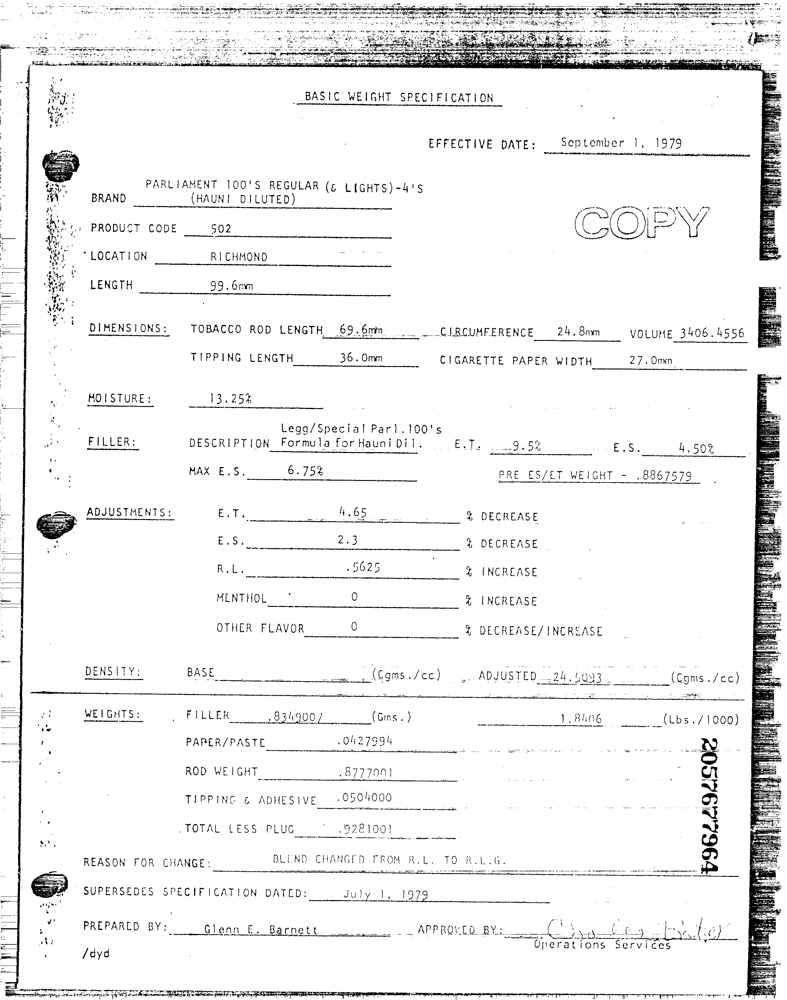 BASIC WEIGHT SPECIFICATION
EFFECTIVE DATE: September 1, 1979
PARLIAMENT 100'S REGULAR (& LIGHTS)-4'S
BRAND (HAUNI DILUTED)
COPY
PRODUCT CODE 502
LOCATION RICHMOND
LENGTH 99.6mm
DIMENSIONS: TOBACCO ROD LENGTH 69.6mm CIRCUMFERENCE 24.8mm VOLUME 3406.4556
TIPPING LENGTH 36.0mm CIGARETTE PAPER WIDTH 27.0mm
MOISTURE: 13.25%
Legg/Special Parl.100's
FILLER: DESCRIPTION Formula for Hauni Dil. E.T. 9.5% E.S. 4.50%
MAX E.S. 6.75% PRE ES/ET WEIGHT - .8867579
ADJUSTMENTS: E.T. 4.65 % DECREASE
E.S. 2.3 % DECREASE
R.L. .5625 % INCREASE
MENTHOL 0 % INCREASE
OTHER FLAVOR 0 % DECREASE/INCREASE
DENSITY: BASE (Cgms./cc) ADJUSTED (Cgms./cc)
WEIGHTS: FILLER .8349007 (Gms.) 1.8406 (Lbs./1000)
PAPER/PASTE .0427994
ROD WEIGHT .8777001
TIPPING & ADHESIVE .0504000
TOTAL LESS PLUG .9281001
2057677964
REASON FOR CHANGE: BLEND CHANGED FROM R.L. TO R.L.G.
SUPERSEDES SPECIFICATION DATED: July 1, 1979
PREPARED BY: Glenn E. Barnett APPROVED BY:
Operations Services
/dyd